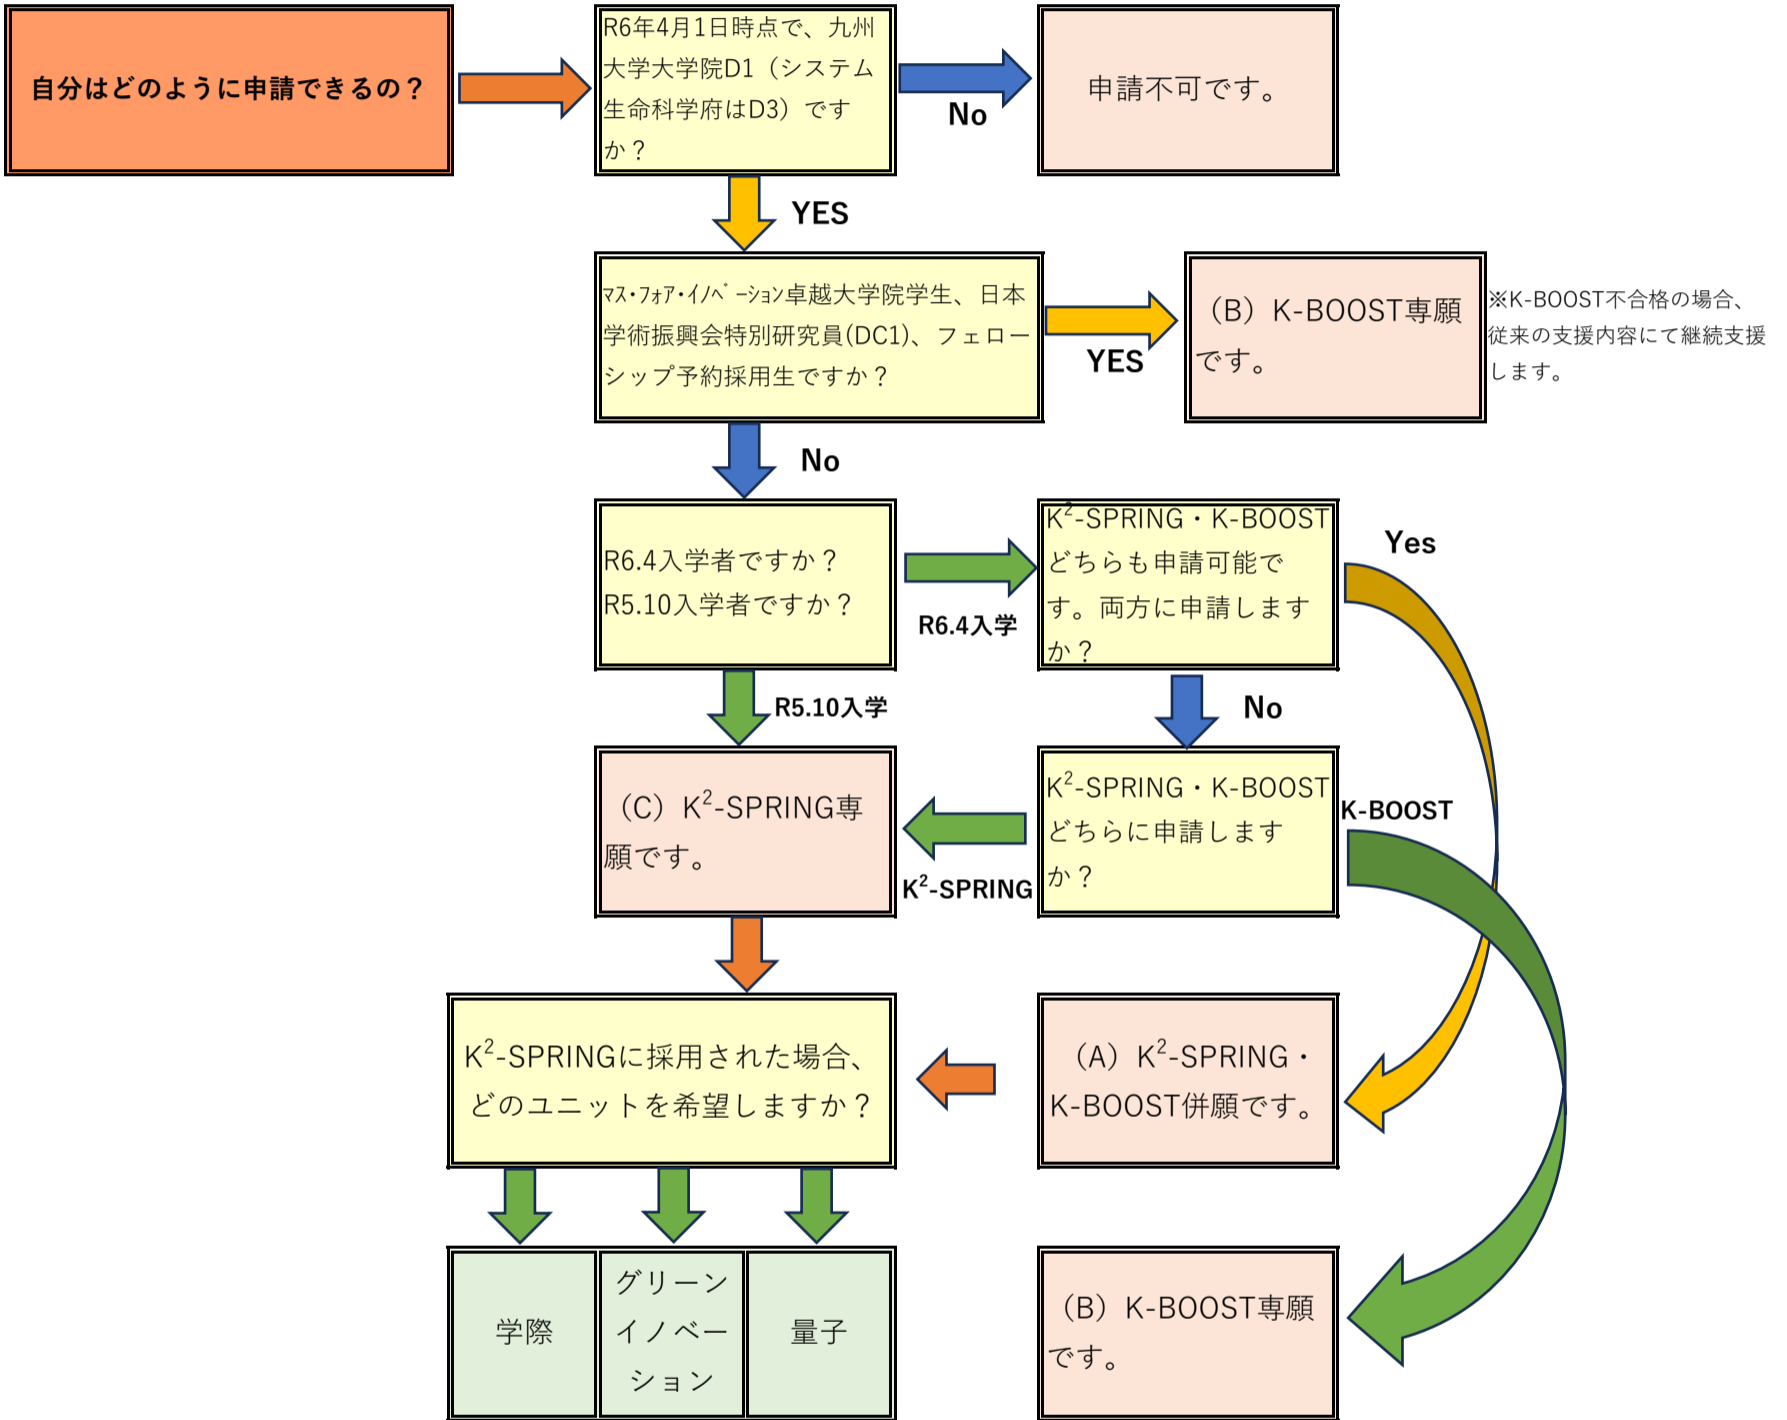 自分はどのように申請できるの？
R6年4月1日時点で、九州
大学大学院D1（システム
生命科学府はD3）です
か？
No
申請不可です。
YES
ﾏｽ･ﾌｫｱ･ｲﾉﾍﾞｰｼｮﾝ卓越大学院学生、日本
学術振興会特別研究員(DC1)、フェロー
シップ予約採用生ですか？
YES
（B）K-BOOST専願
です。
※K-BOOST不合格の場合、
従来の支援内容にて継続支援
します。
No
R6.4入学者ですか？
R5.10入学者ですか？
R6.4入学
K²-SPRING・K-BOOST
どちらも申請可能で
す。両方に申請します
か？
Yes
R5.10入学
No
（C）K²-SPRING専
願です。
K²-SPRING
K²-SPRING・K-BOOST
どちらに申請します
か？
K-BOOST
K²-SPRINGに採用された場合、
どのユニットを希望しますか？
（A）K²-SPRING・
K-BOOST併願です。
学際
グリーン
イノベー
ション
量子
（B）K-BOOST専願
です。